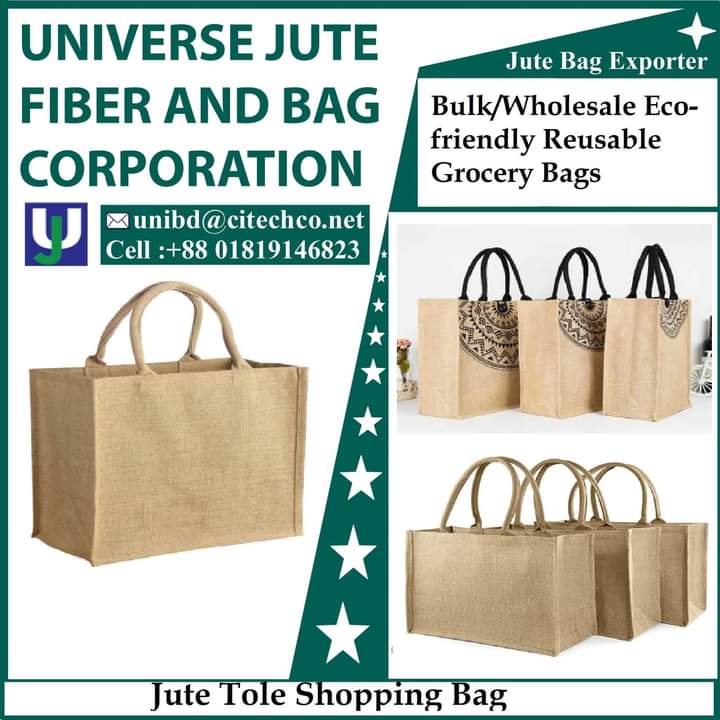 UNIVERSE JUTE
FIBER AND BAG
CORPORATION
UJ
unibd@citechco.net
Cell :+88 01819146823
Jute Bag Exporter
Bulk/Wholesale Eco-
friendly Reusable
Grocery Bags
Jute Tole Shopping Bag